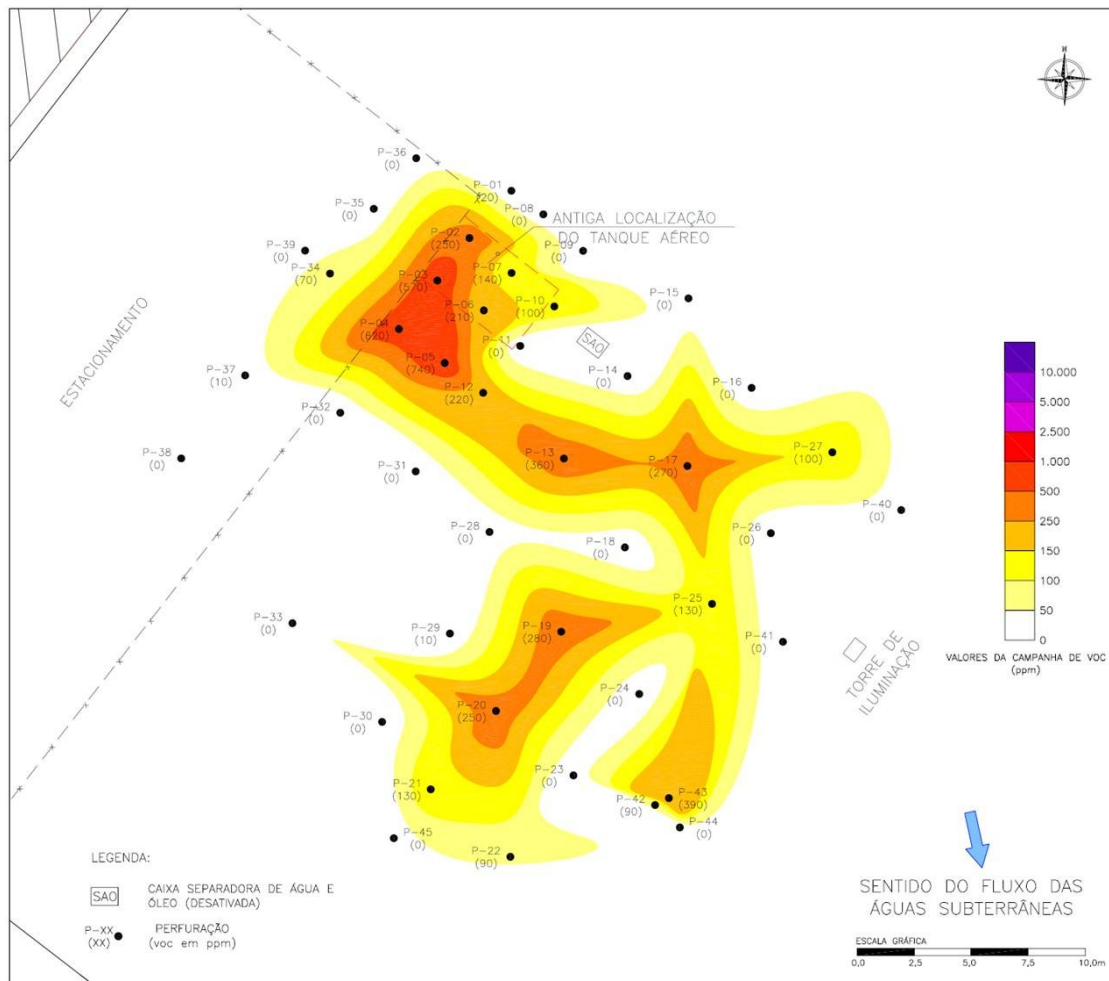 N
P-36
(0)
P-01
(20)
P-35
(0)
P-08
(0)
ANTIGA LOCALIZAÇÃO
DO TANQUE AÉREO
P-02
(250)
P-09
(0)
P-39
(0)
P-34
(70)
P-03
(570)
P-07
(140)
P-15
(0)
P-06
(210)
P-10
(100)
P-04
(620)
SAO
P-11
(0)
ESTACIONAMENTO
P-05
(740)
P-37
(10)
P-14
(0)
P-16
(0)
P-12
(220)
P-32
(0)
P-38
(0)
P-31
(0)
P-13
(360)
P-17
(270)
P-27
(100)
P-40
(0)
P-28
(0)
P-18
(0)
P-26
(0)
P-25
(130)
P-33
(0)
P-29
(10)
P-19
(280)
P-41
(0)
TORRE DE
ILUMINAÇÃO
P-24
(0)
P-20
(250)
P-30
(0)
P-21
(130)
P-23
(0)
P-42
(90)
P-43
(390)
P-44
(0)
P-45
(0)
P-22
(90)
10.000
5.000
2.500
1.000
500
250
150
100
50
0
VALORES DA CAMPANHA DE VOC
(ppm)
LEGENDA:
SAO
CAIXA SEPARADORA DE ÁGUA E
ÓLEO (DESATIVADA)
P-XX
(XX)
PERFURAÇÃO
(voc em ppm)
SENTIDO DO FLUXO DAS
ÁGUAS SUBTERRÂNEAS
ESCALA GRÁFICA
0,0 2,5 5,0 7,5 10,0m